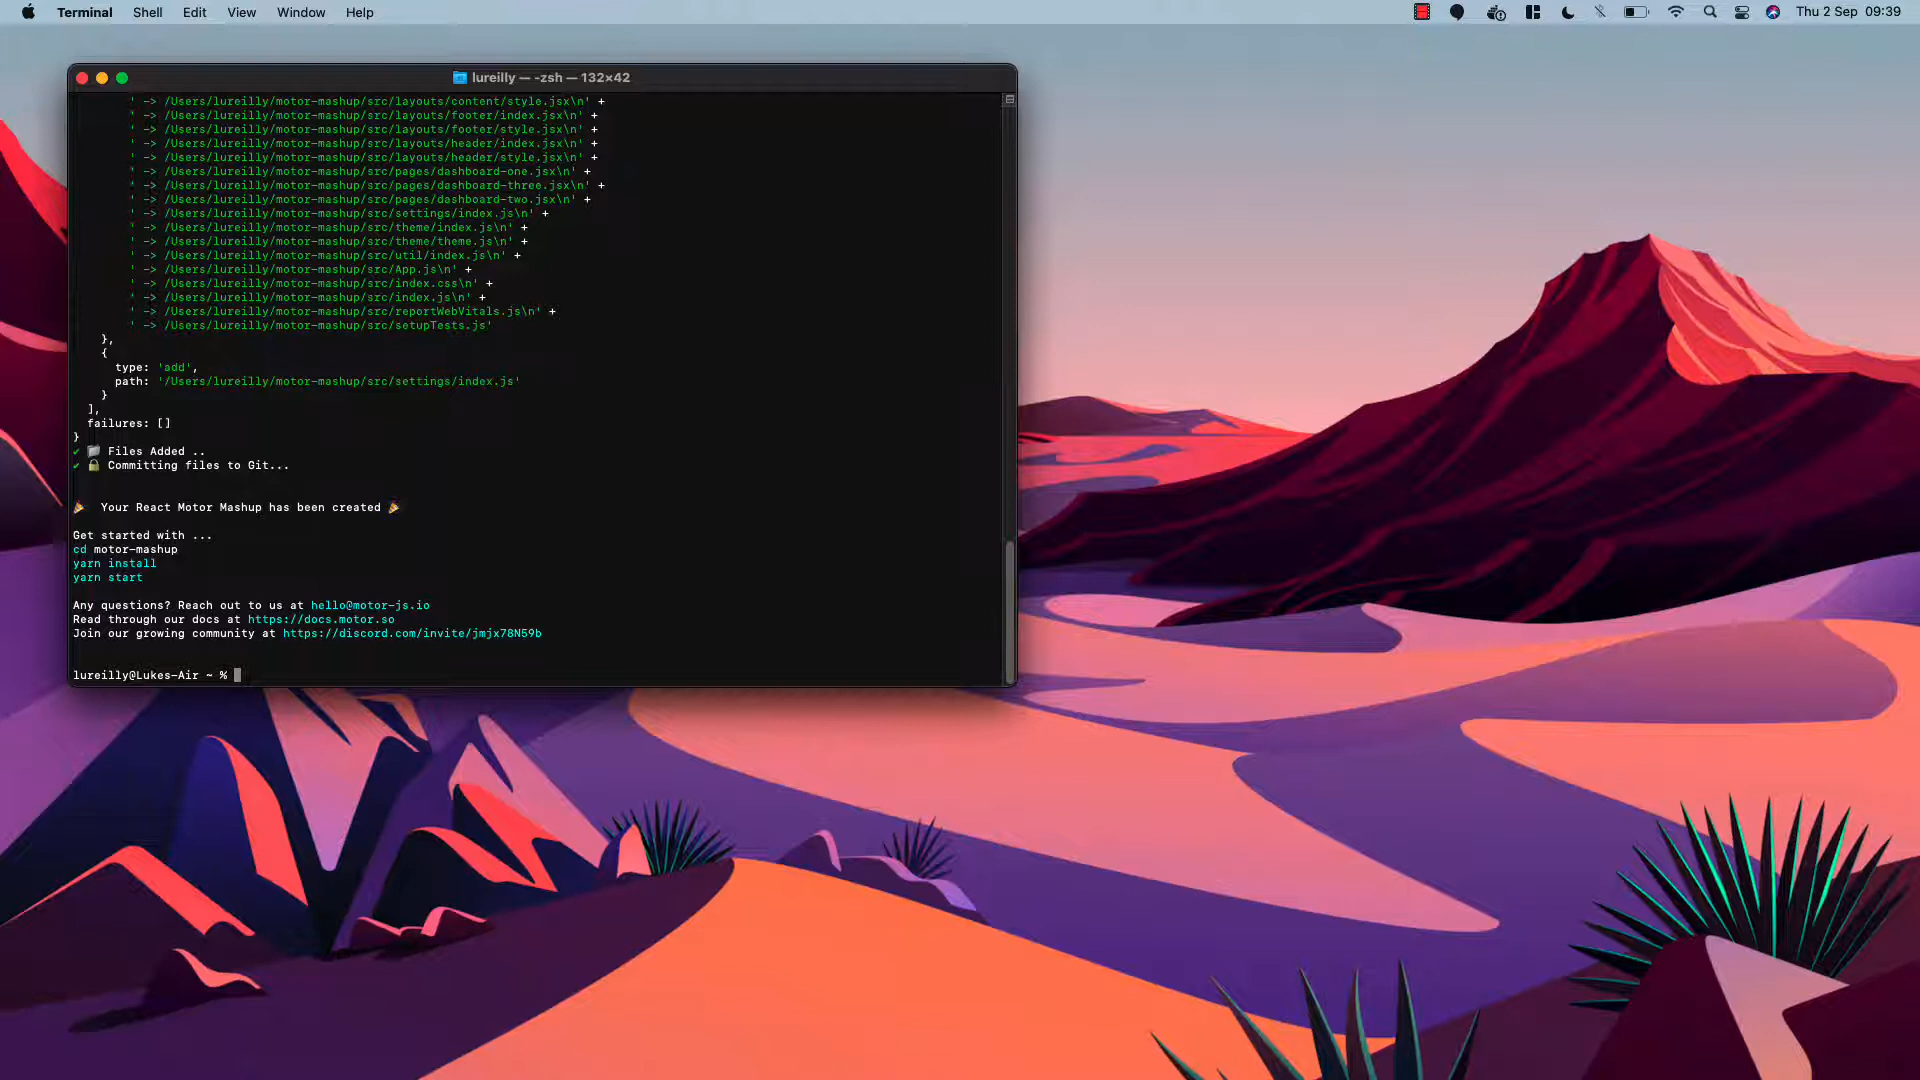 Terminal Shell Edit View Window Help Thu 2 Sep 09:39
lureilly — -zsh — 132×42
' -> /Users/lureilly/motor-mashup/src/layouts/content/style.jsx\n' +
' -> /Users/lureilly/motor-mashup/src/layouts/footer/index.jsx\n' +
' -> /Users/lureilly/motor-mashup/src/layouts/footer/style.jsx\n' +
' -> /Users/lureilly/motor-mashup/src/layouts/header/index.jsx\n' +
' -> /Users/lureilly/motor-mashup/src/layouts/header/style.jsx\n' +
' -> /Users/lureilly/motor-mashup/src/pages/dashboard-one.jsx\n' +
' -> /Users/lureilly/motor-mashup/src/pages/dashboard-three.jsx\n' +
' -> /Users/lureilly/motor-mashup/src/pages/dashboard-two.jsx\n' +
' -> /Users/lureilly/motor-mashup/src/settings/index.js\n' +
' -> /Users/lureilly/motor-mashup/src/theme/index.js\n' +
' -> /Users/lureilly/motor-mashup/src/theme/theme.js\n' +
' -> /Users/lureilly/motor-mashup/src/util/index.js\n' +
' -> /Users/lureilly/motor-mashup/src/App.js\n' +
' -> /Users/lureilly/motor-mashup/src/index.css\n' +
' -> /Users/lureilly/motor-mashup/src/index.js\n' +
' -> /Users/lureilly/motor-mashup/src/reportWebVitals.js\n' +
' -> /Users/lureilly/motor-mashup/src/setupTests.js'
},
{
type: 'add',
path: '/Users/lureilly/motor-mashup/src/settings/index.js'
}
],
failures: []
}
✔ 📁 Files Added ..
✔ 🔒 Committing files to Git...
🎉 Your React Motor Mashup has been created 🎉
Get started with ...
cd motor-mashup
yarn install
yarn start
Any questions? Reach out to us at hello@motor-js.io
Read through our docs at https://docs.motor.so
Join our growing community at https://discord.com/invite/jmjx78N59b
lureilly@Lukes-Air ~ %